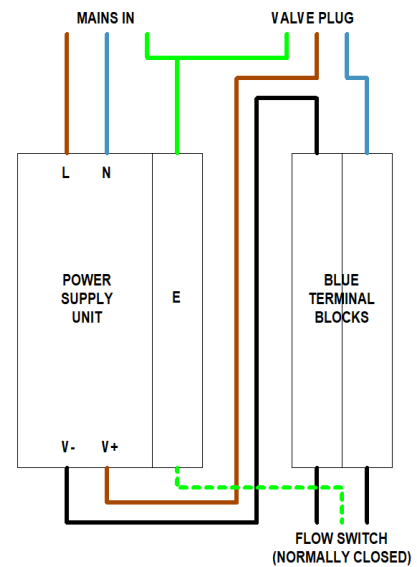 MAINS IN
VALVE PLUG
L
N
POWER
SUPPLY
UNIT
E
BLUE
TERMINAL
BLOCKS
V-
V+
FLOW SWITCH
(NORMALLY CLOSED)